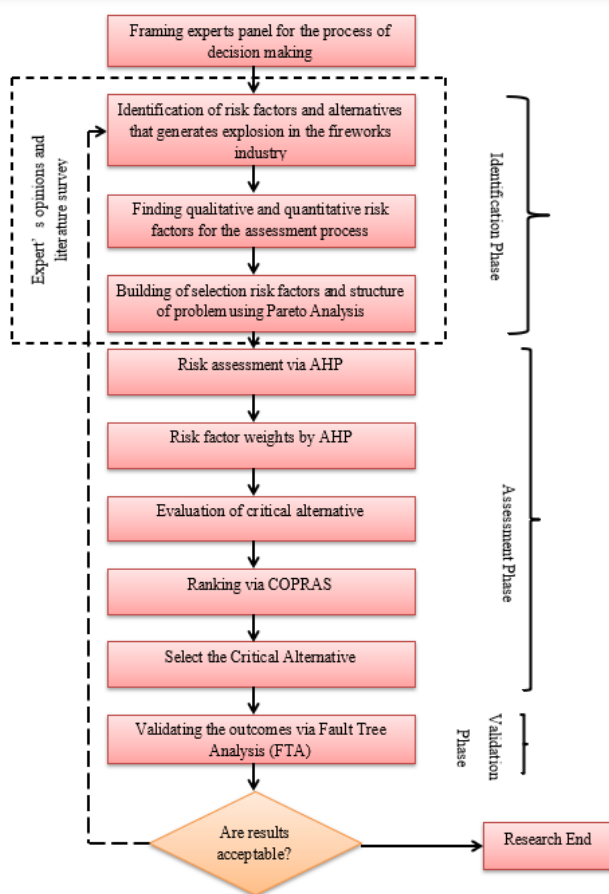 Framing experts panel for the process of
decision making
Identification of risk factors and alternatives
that generates explosion in the fireworks
industry
Expert' s opinions and
literature survey
Identification Phase
Finding qualitative and quantitative risk
factors for the assessment process
Building of selection risk factors and structure
of problem using Pareto Analysis
Risk assessment via AHP
Risk factor weights by AHP
Evaluation of critical alternative
Assessment Phase
Ranking via COPRAS
Select the Critical Alternative
Validating the outcomes via Fault Tree
Analysis (FTA)
Validation
Phase
Are results
acceptable?
Research End